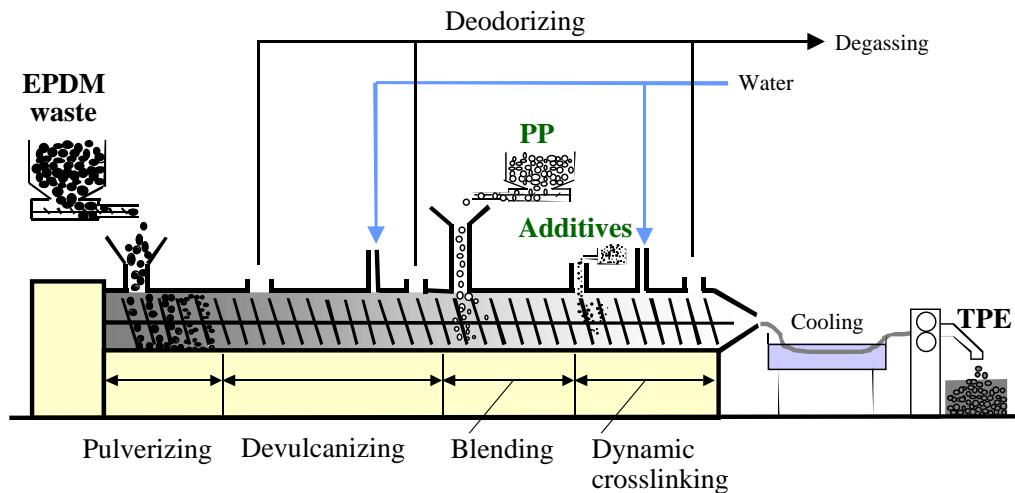 Deodorizing
Degassing
EPDM
waste
Water
PP
Additives
Cooling
TPE
Pulverizing
Devulcanizing
Blending
Dynamic
crosslinking